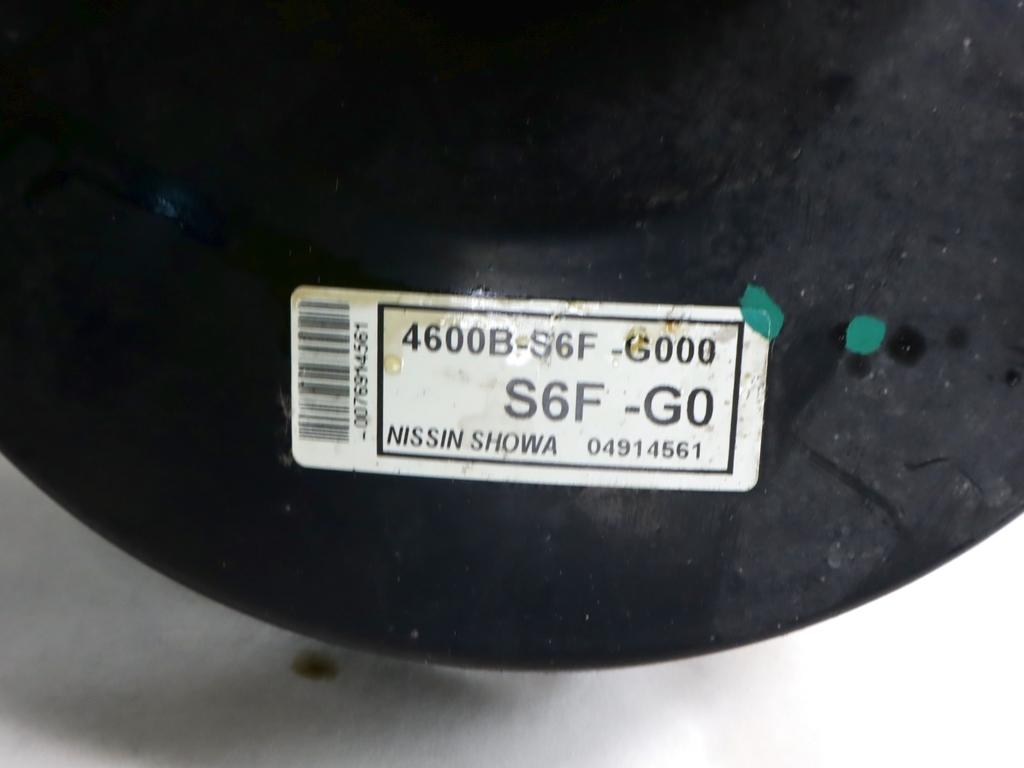 -0076914561
4600B-S6F -G000
S6F -G0
NISSIN SHOWA 04914561